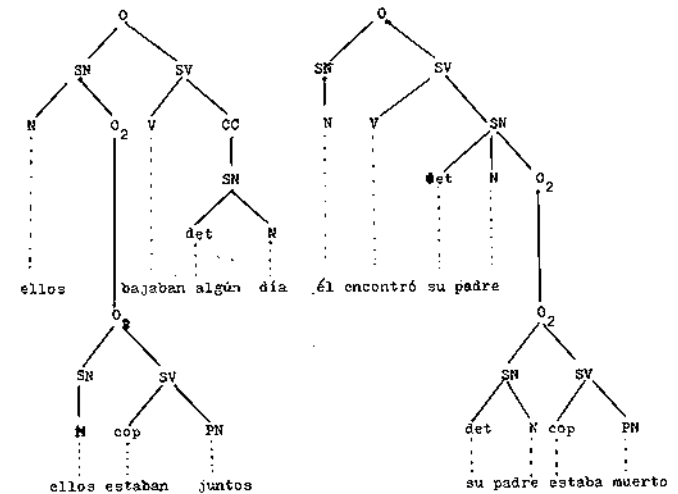 O O
SN SV SN SV
N O2 V CC N V SN
SN det N O2
det N
ellos bajaban algún día él encontró su padre
O2 O2
SN SV SN SV
N cop PN det N cop PN
ellos estaban juntos su padre estaba muerto